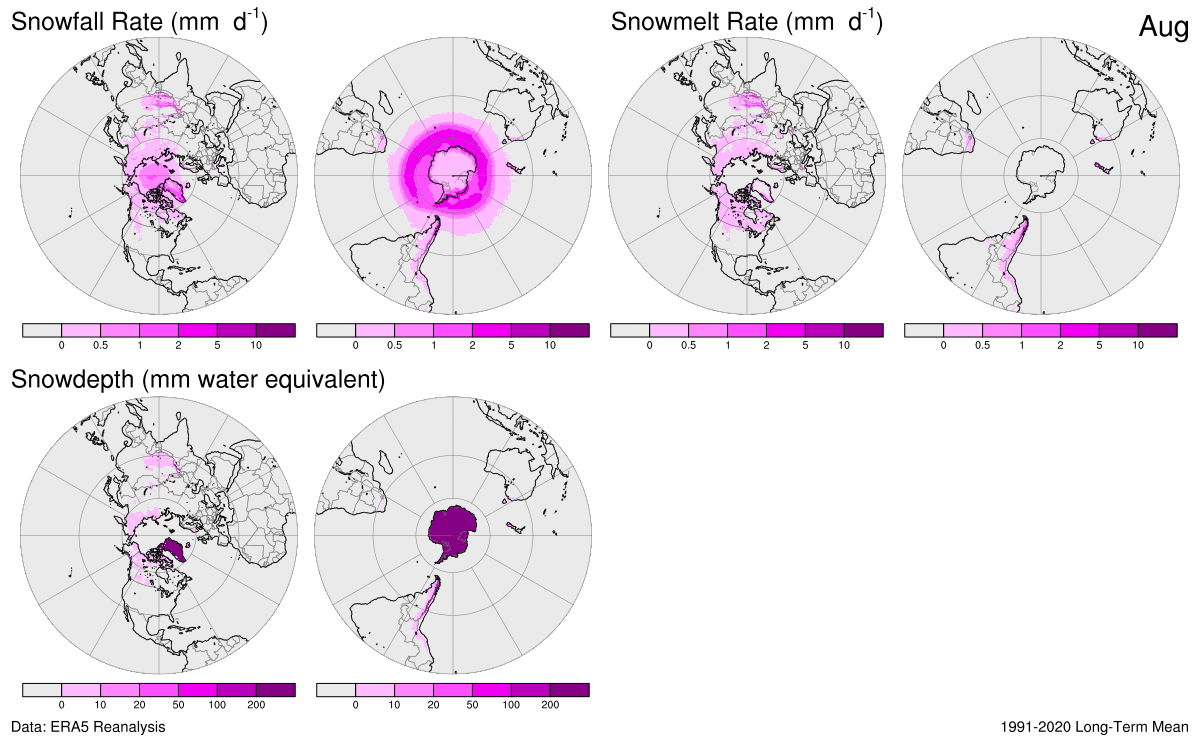 Snowfall Rate (mm d-1)
Snowmelt Rate (mm d-1)
Aug
0 0.5 1 2 5 10
0 0.5 1 2 5 10
0 0.5 1 2 5 10
0 0.5 1 2 5 10
Snowdepth (mm water equivalent)
0 10 20 50 100 200
0 10 20 50 100 200
Data: ERA5 Reanalysis
1991-2020 Long-Term Mean